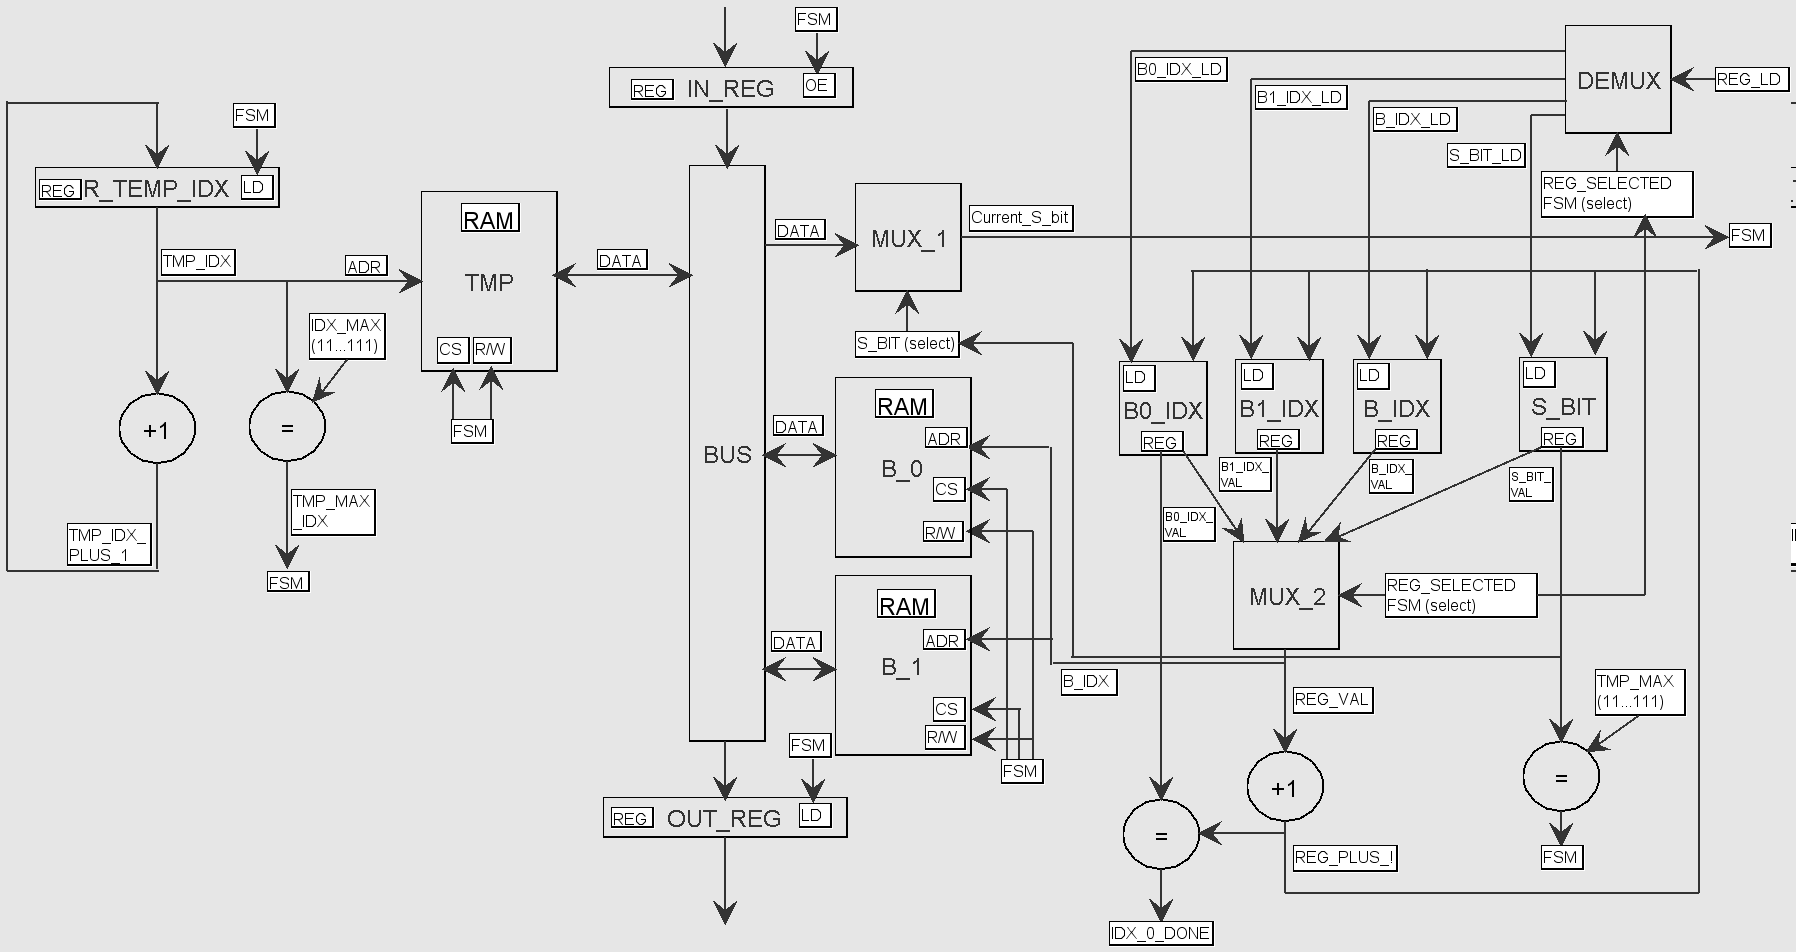 FSM
REG IN_REG OE
DEMUX
REG_LD
B0_IDX_LD
B1_IDX_LD
B_IDX_LD
S_BIT_LD
REG_SELECTED
FSM (select)
FSM
REG R_TEMP_IDX LD
RAM
TMP
CS R/W
FSM
TMP_IDX
ADR
DATA
IDX_MAX
(11...111)
+1
=
TMP_MAX
_IDX
FSM
TMP_IDX_
PLUS_1
BUS
DATA
MUX_1
Current_S_bit
FSM
S_BIT (select)
RAM
B_0
DATA
ADR
CS
R/W
RAM
B_1
DATA
ADR
CS
R/W
FSM
FSM
REG OUT_REG LD
LD
B0_IDX
REG
LD
B1_IDX
REG
LD
B_IDX
REG
LD
S_BIT
REG
B0_IDX_
VAL
B1_IDX_
VAL
B_IDX_
VAL
S_BIT_
VAL
MUX_2
REG_SELECTED
FSM (select)
B_IDX
REG_VAL
TMP_MAX
(11...111)
+1
=
=
REG_PLUS_!
FSM
IDX_0_DONE